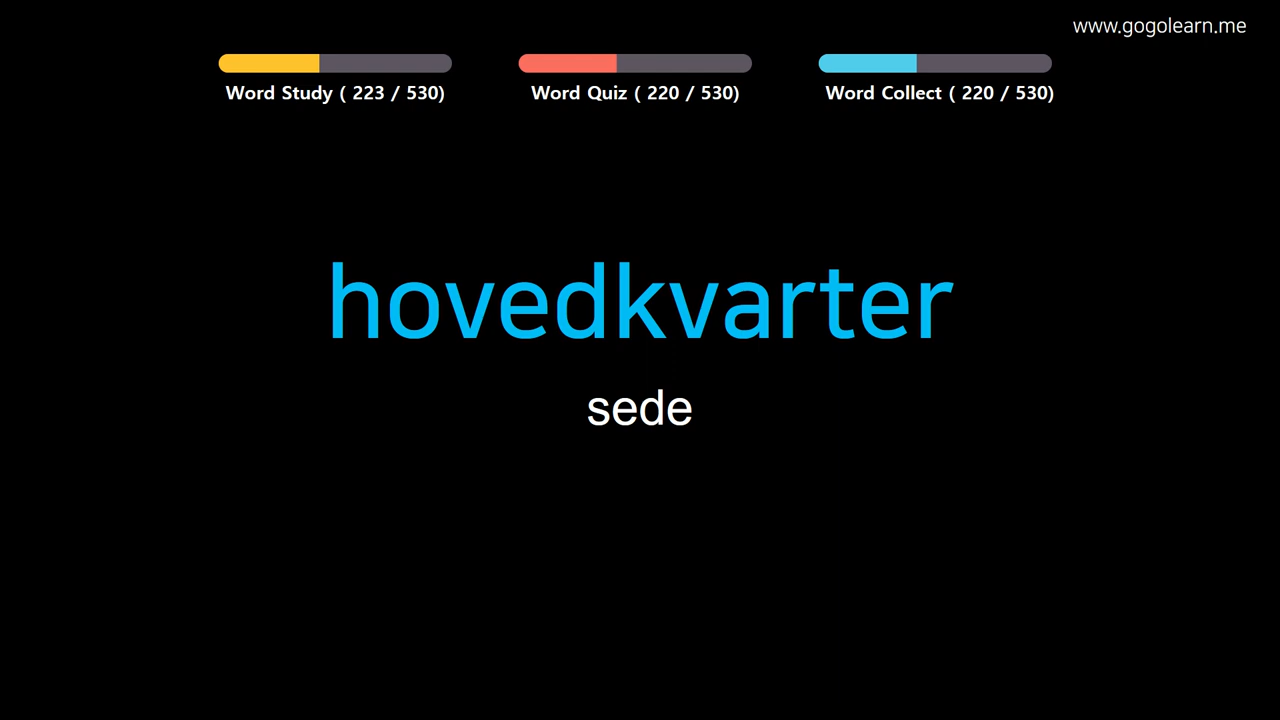 www.gogolearn.me
Word Study ( 223 / 530)
Word Quiz ( 220 / 530)
Word Collect ( 220 / 530)
hovedkvarter
sede